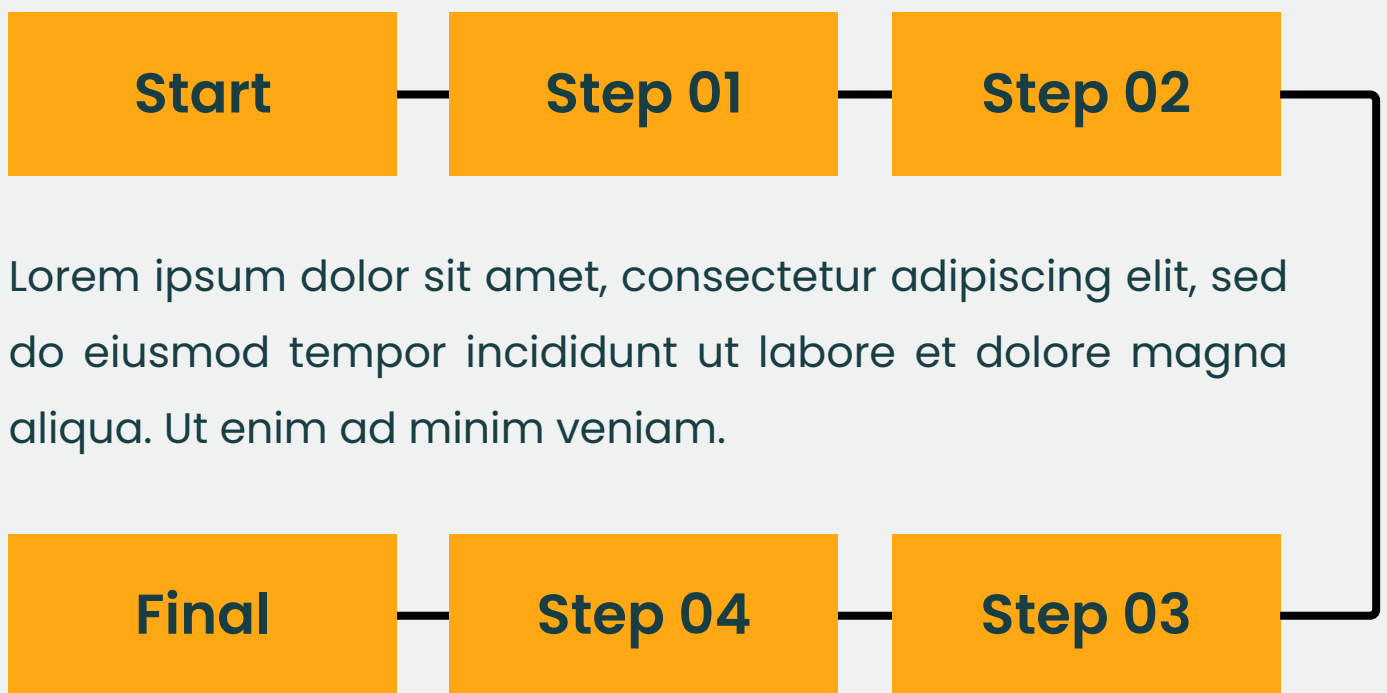 Start
Step 01
Step 02
Lorem ipsum dolor sit amet, consectetur adipiscing elit, sed
do eiusmod tempor incididunt ut labore et dolore magna
aliqua. Ut enim ad minim veniam.
Final
Step 04
Step 03